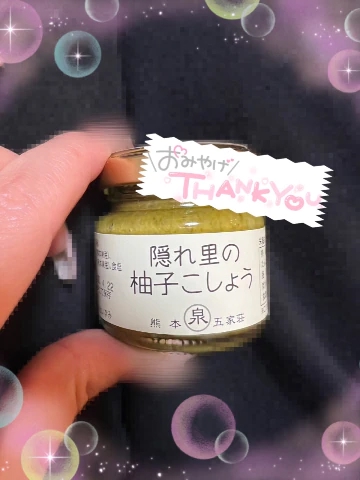 おみやげ
THANK YOU
隠れ里の
柚子こしょう
熊本 泉 五家荘
22